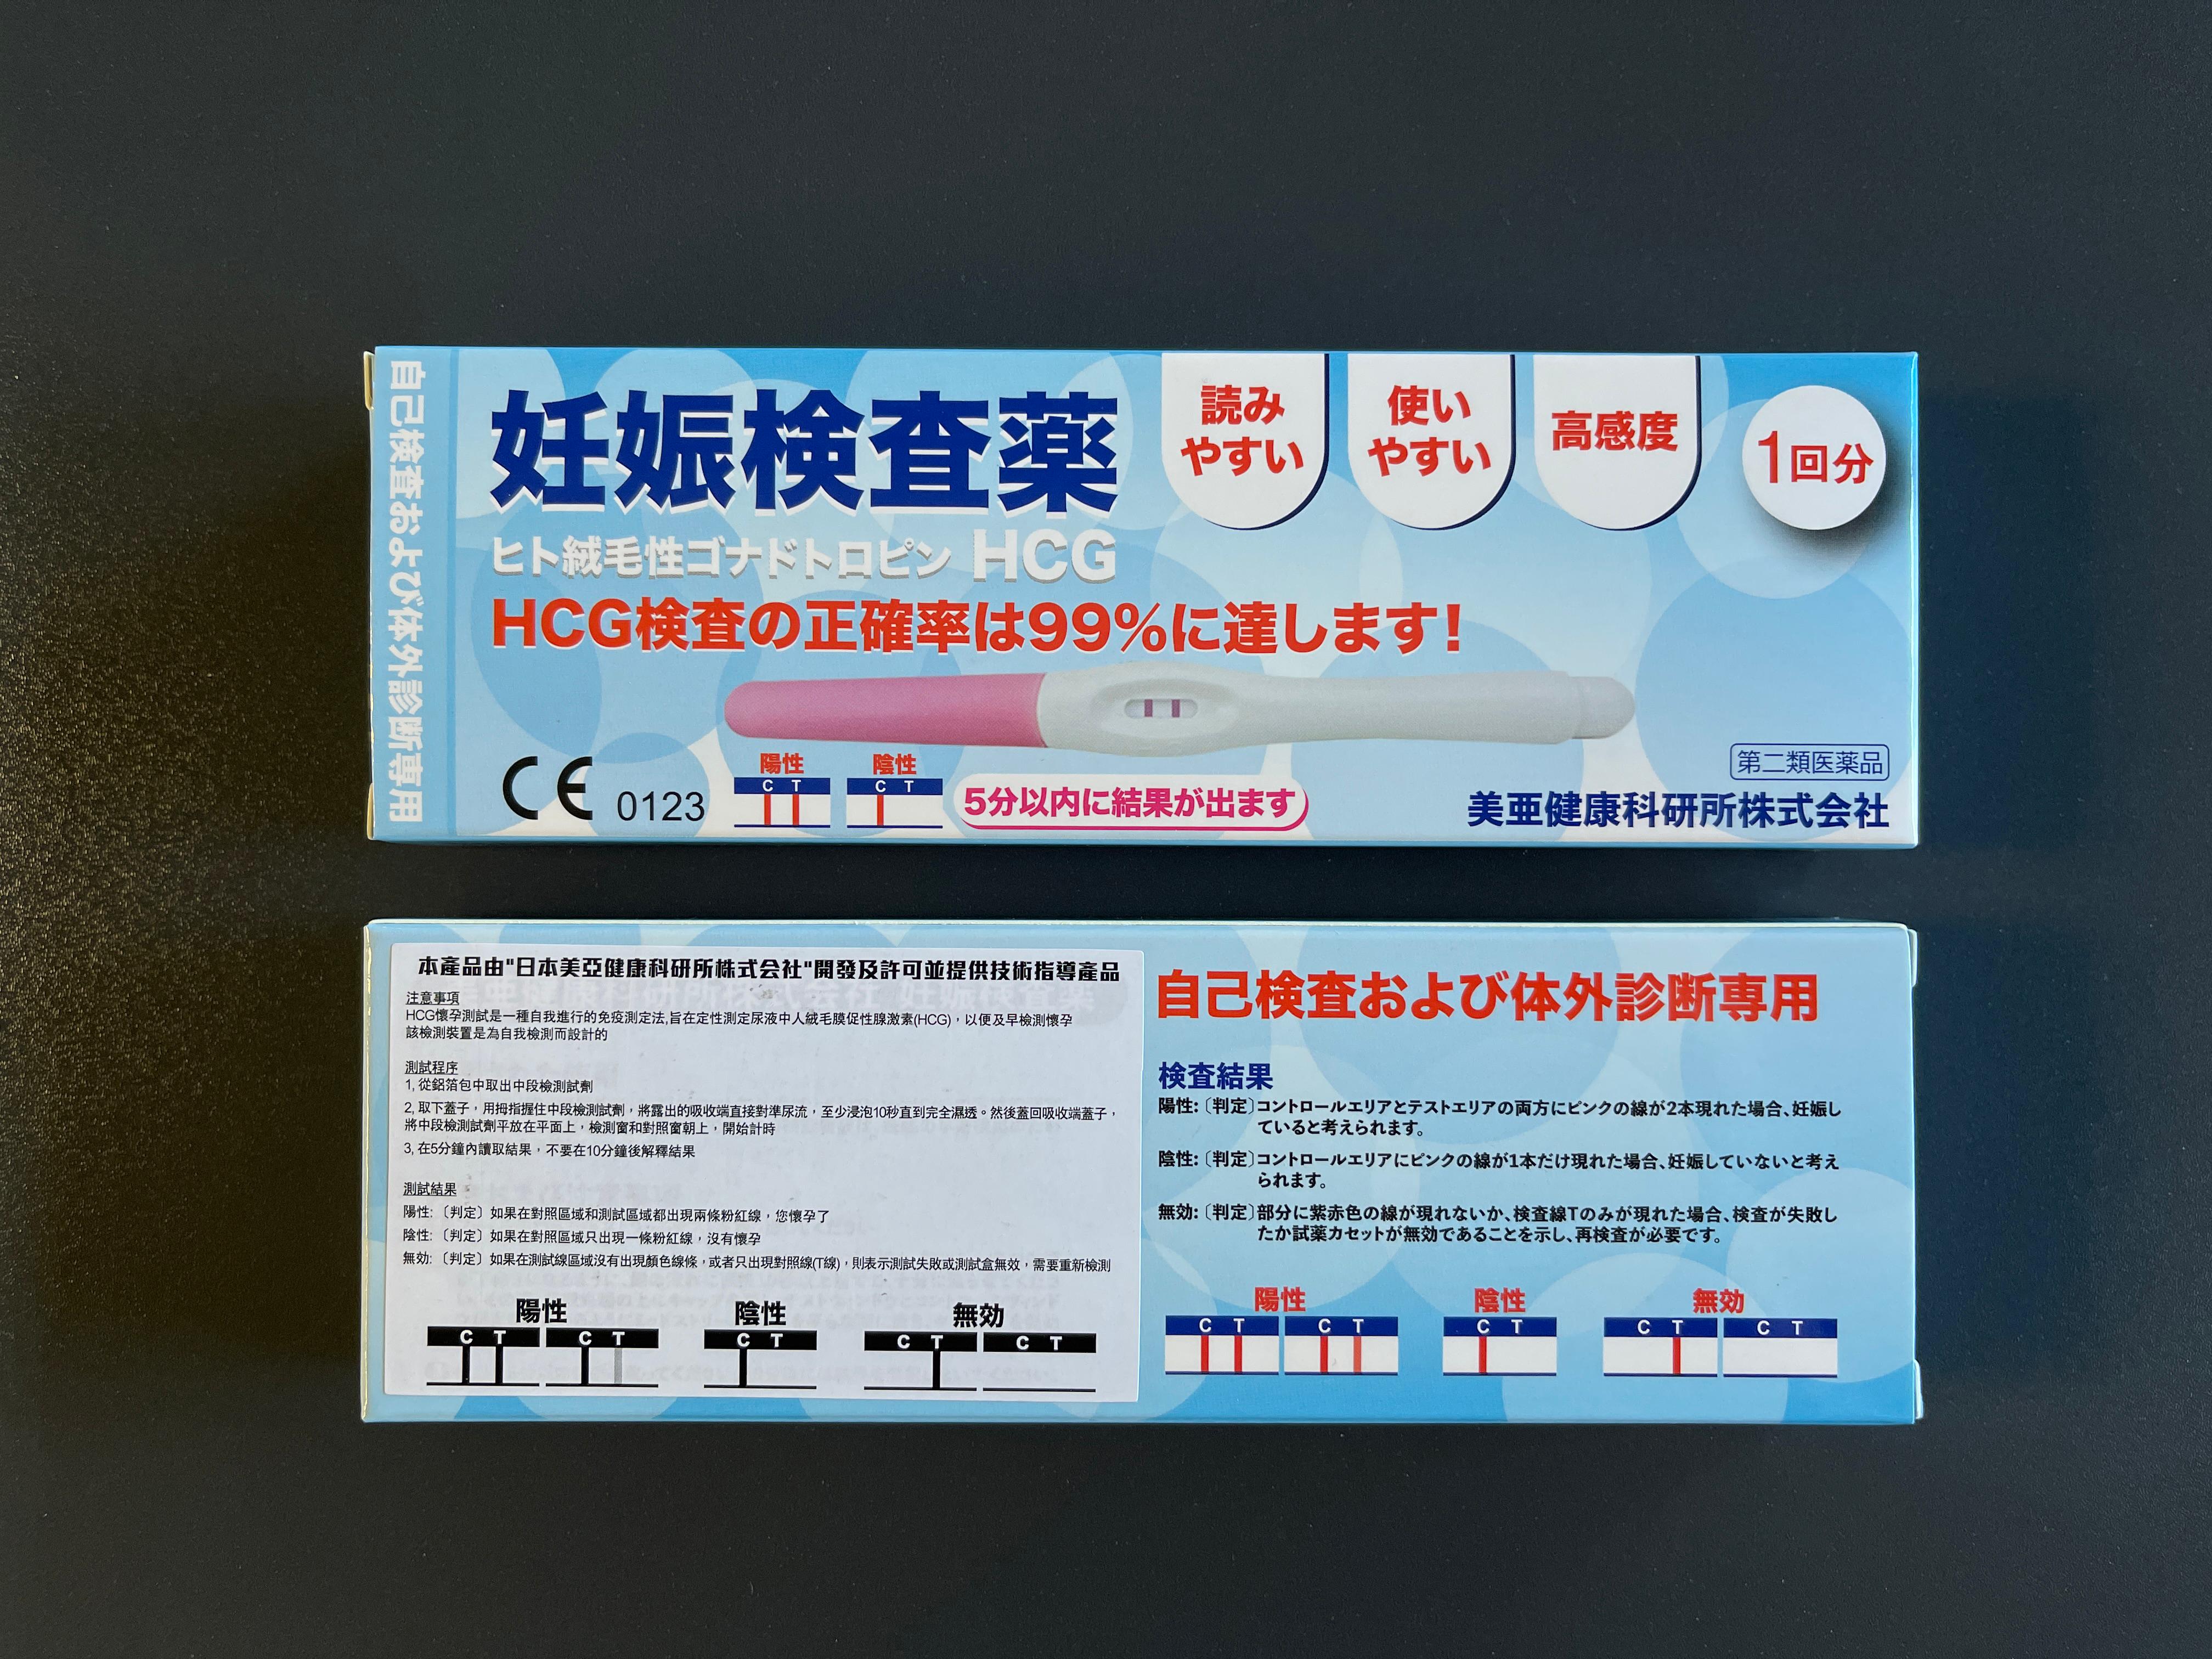 自己検査および体外診断専用
妊娠検査薬
読み
やすい
使い
やすい
高感度
1回分
ヒト絨毛性ゴナドトロピン HCG
HCG検査の正確率は99%に達します!
CE 0123
陽性
C T
陰性
C T
5分以内に結果が出ます
第二類医薬品
美亜健康科研所株式会社
本產品由"日本美亞健康科研所株式会社"開發及許可並提供技術指導產品
注意事項
HCG懷孕測試是一種自我進行的免疫測定法,旨在定性測定尿液中人絨毛膜促性腺激素(HCG),以便及早檢測懷孕
該檢測裝置是為自我檢測而設計的
測試程序
1, 從鋁箔包中取出中段檢測試劑
2, 取下蓋子,用拇指握住中段檢測試劑,將露出的吸收端直接對準尿流,至少浸泡10秒直到完全濕透。然後蓋回吸收端蓋子,
將中段檢測試劑平放在平面上,檢測窗和對照窗朝上,開始計時
3, 在5分鐘內讀取結果,不要在10分鐘後解釋結果
測試結果
陽性:〔判定〕如果在對照區域和測試區域都出現兩條粉紅線,您懷孕了
陰性:〔判定〕如果在對照區域只出現一條粉紅線,沒有懷孕
無効:〔判定〕如果在測試線區域沒有出現顏色線條,或者只出現對照線(T線),則表示測試失敗或測試盒無效,需要重新檢測
陽性
陰性
無効
C T
C T
C T
C T
C T
自己検査および体外診断専用
検査結果
陽性:〔判定〕コントロールエリアとテストエリアの両方にピンクの線が2本現れた場合、妊娠し
ていると考えられます。
陰性:〔判定〕コントロールエリアにピンクの線が1本だけ現れた場合、妊娠していないと考え
られます。
無効:〔判定〕部分に紫赤色の線が現れないか、検査線Tのみが現れた場合、検査が失敗し
たか試薬カセットが無効であることを示し、再検査が必要です。
陽性
陰性
無効
C T
C T
C T
C T
C T